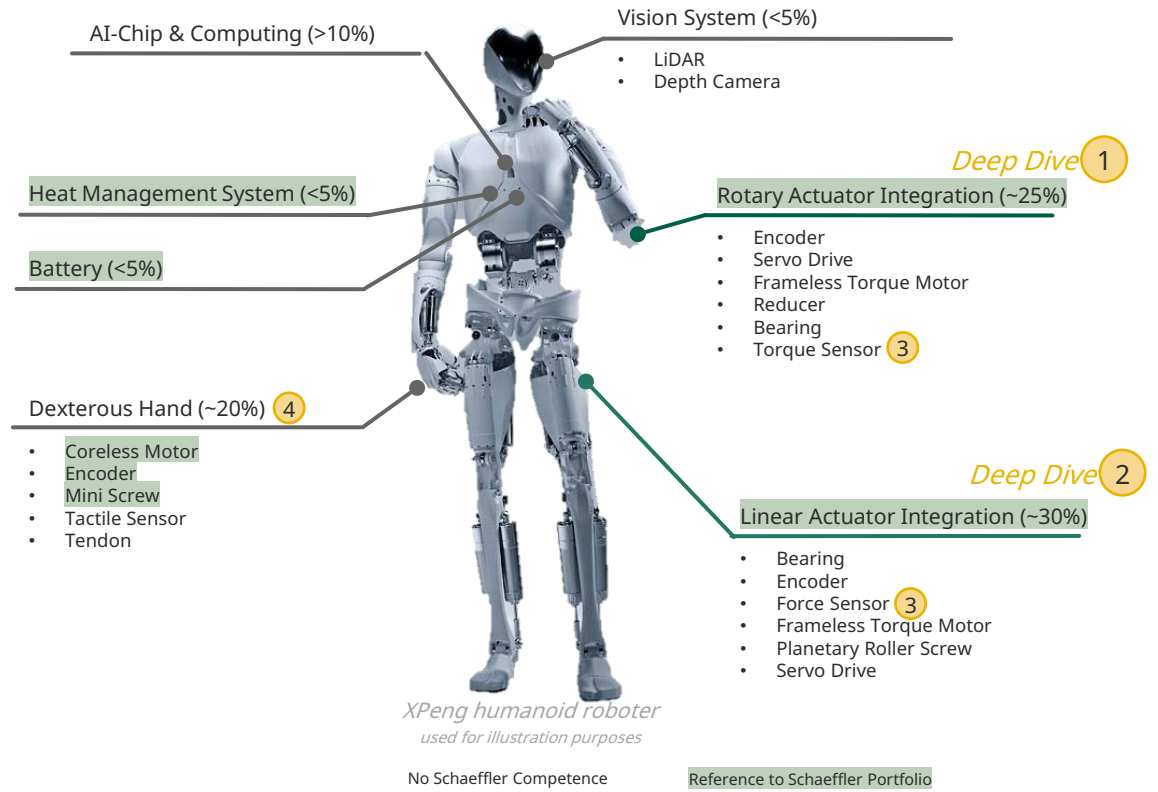 AI-Chip & Computing (>10%)
Vision System (<5%)
• LiDAR
• Depth Camera
Heat Management System (<5%)
Battery (<5%)
Deep Dive 1
Rotary Actuator Integration (~25%)
• Encoder
• Servo Drive
• Frameless Torque Motor
• Reducer
• Bearing
• Torque Sensor 3
Dexterous Hand (~20%) 4
• Coreless Motor
• Encoder
• Mini Screw
• Tactile Sensor
• Tendon
Deep Dive 2
Linear Actuator Integration (~30%)
• Bearing
• Encoder
• Force Sensor 3
• Frameless Torque Motor
• Planetary Roller Screw
• Servo Drive
XPeng humanoid roboter
used for illustration purposes
No Schaeffler Competence
Reference to Schaeffler Portfolio